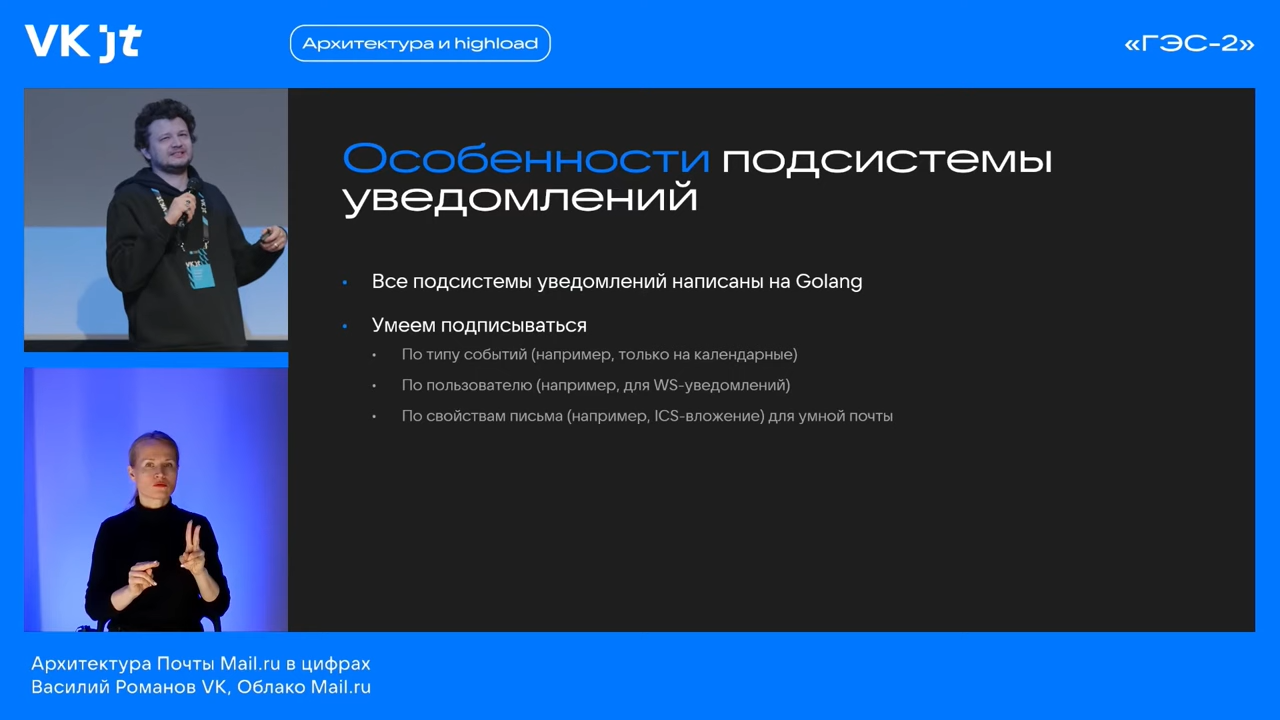 VK jt
Архитектура и highload
«ГЭС-2»
Особенности подсистемы
уведомлений
• Все подсистемы уведомлений написаны на Golang
• Умеем подписываться
• По типу событий (например, только на календарные)
• По пользователю (например, для WS-уведомлений)
• По свойствам письма (например, ICS-вложение) для умной почты
Архитектура Почты Mail.ru в цифрах
Василий Романов VK, Облако Mail.ru